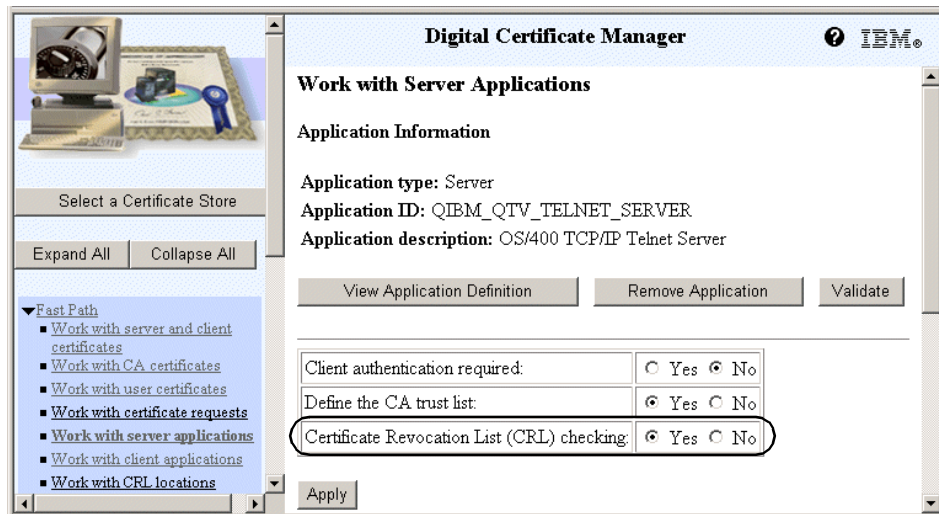 Digital Certificate Manager
IBM®
Select a Certificate Store
Expand All Collapse All
Fast Path
Work with server and client
certificates
Work with CA certificates
Work with user certificates
Work with certificate requests
Work with server applications
Work with client applications
Work with CRL locations
Work with Server Applications
Application Information
Application type: Server
Application ID: QIBM_QTV_TELNET_SERVER
Application description: OS/400 TCP/IP Telnet Server
View Application Definition Remove Application Validate
Client authentication required: Yes No
Define the CA trust list: Yes No
Certificate Revocation List (CRL) checking: Yes No
Apply